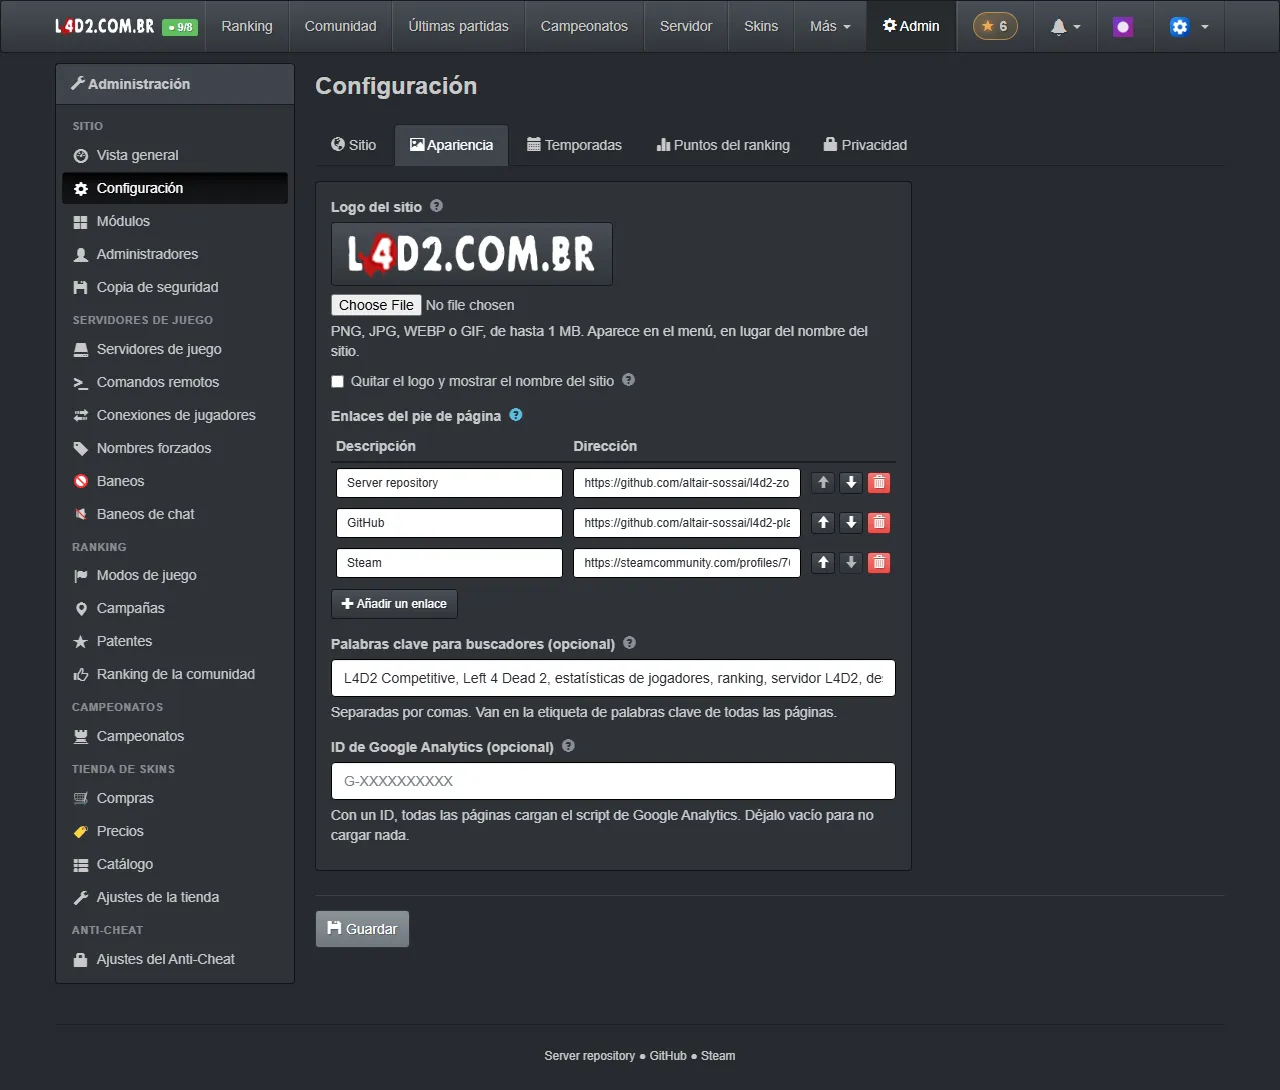 L4D2.COM.BR
● 9/8
Ranking
Comunidad
Últimas partidas
Campeonatos
Servidor
Skins
Más
Admin
6
Administración
SITIO
Vista general
Configuración
Módulos
Administradores
Copia de seguridad
SERVIDORES DE JUEGO
Servidores de juego
Comandos remotos
Conexiones de jugadores
Nombres forzados
Baneos
Baneos de chat
RANKING
Modos de juego
Campañas
Patentes
Ranking de la comunidad
CAMPEONATOS
Campeonatos
TIENDA DE SKINS
Compras
Precios
Catálogo
Ajustes de la tienda
ANTI-CHEAT
Ajustes del Anti-Cheat
Configuración
Sitio
Apariencia
Temporadas
Puntos del ranking
Privacidad
Logo del sitio
L4D2.COM.BR
Choose File No file chosen
PNG, JPG, WEBP o GIF, de hasta 1 MB. Aparece en el menú, en lugar del nombre del
sitio.
Quitar el logo y mostrar el nombre del sitio
Enlaces del pie de página
Descripción Dirección
Server repository https://github.com/altair-sossai/l4d2-zo
GitHub https://github.com/altair-sossai/l4d2-pla
Steam https://steamcommunity.com/profiles/7
Añadir un enlace
Palabras clave para buscadores (opcional)
L4D2 Competitive, Left 4 Dead 2, estatísticas de jogadores, ranking, servidor L4D2, de
Separadas por comas. Van en la etiqueta de palabras clave de todas las páginas.
ID de Google Analytics (opcional)
G-XXXXXXXXXX
Con un ID, todas las páginas cargan el script de Google Analytics. Déjalo vacío para no
cargar nada.
Guardar
Server repository ● GitHub ● Steam